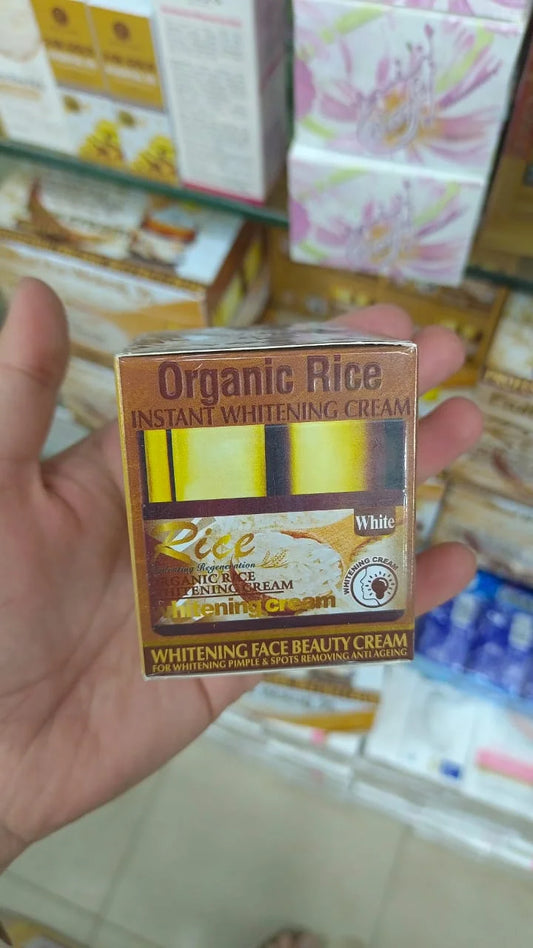 Organic Rice
INSTANT WHITENING CREAM
White
Rice
Regeneration
ORGANIC RICE
WHITENING CREAM
whitening cream
WHITENING CREAM
WHITENING FACE BEAUTY CREAM
FOR WHITENING PIMPLE & SPOTS REMOVING ANTI AGEING